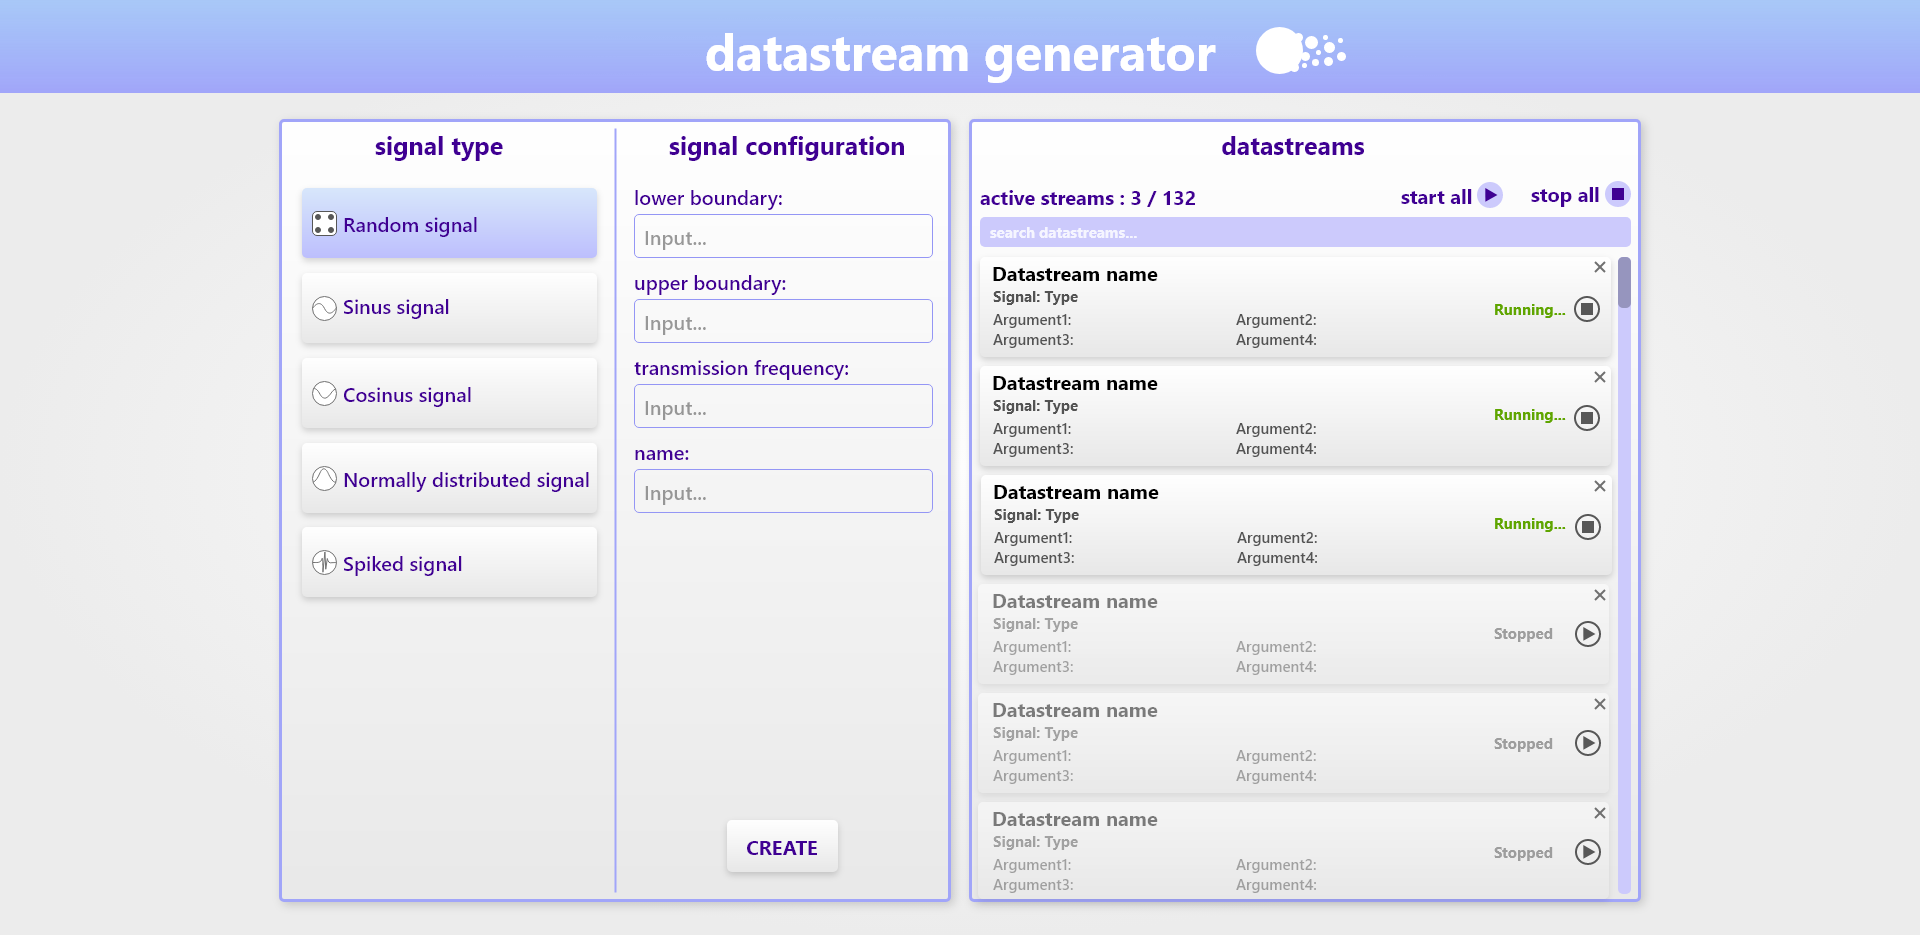 datastream generator
signal type
Random signal
Sinus signal
Cosinus signal
Normally distributed signal
Spiked signal
signal configuration
lower boundary:
Input...
upper boundary:
Input...
transmission frequency:
Input...
name:
Input...
CREATE
datastreams
active streams : 3 / 132
start all
stop all
search datastreams...
Datastream name
Signal: Type
Argument1: Argument2:
Argument3: Argument4:
Running...
Datastream name
Signal: Type
Argument1: Argument2:
Argument3: Argument4:
Running...
Datastream name
Signal: Type
Argument1: Argument2:
Argument3: Argument4:
Running...
Datastream name
Signal: Type
Argument1: Argument2:
Argument3: Argument4:
Stopped
Datastream name
Signal: Type
Argument1: Argument2:
Argument3: Argument4:
Stopped
Datastream name
Signal: Type
Argument1: Argument2:
Argument3: Argument4:
Stopped